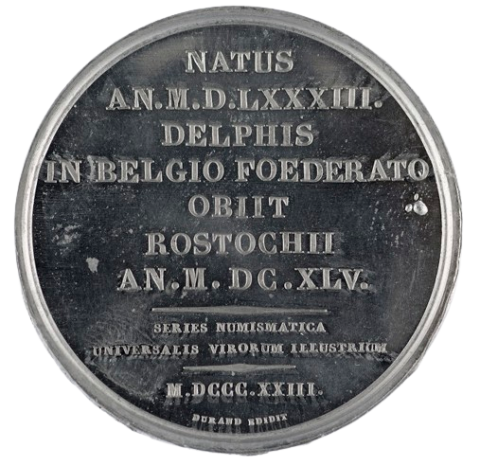 NATUS
AN.M.D.LXXXIII.
DELPHIS
IN BELGIO FOEDERATO
OBIIT
ROSTOCHII
AN.M. DC.XLV.
SERIES NUMISMATICA
UNIVERSALIS VIRORUM ILLUSTRIUM
M.DCCC.XXIII.
DURAND EDIDIT